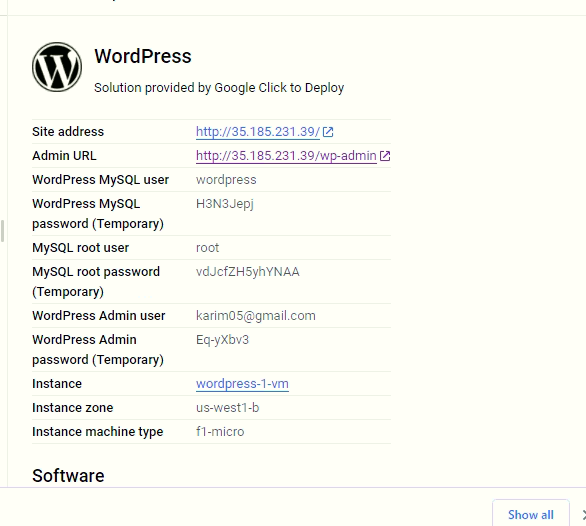 WordPress
Solution provided by Google Click to Deploy
Site address http://35.185.231.39/
Admin URL http://35.185.231.39/wp-admin
WordPress MySQL user wordpress
WordPress MySQL H3N3Jepj
password (Temporary)
MySQL root user root
MySQL root password vdJcfZH5yhYNAA
(Temporary)
WordPress Admin user karim05@gmail.com
WordPress Admin Eq-yXbv3
password (Temporary)
Instance wordpress-1-vm
Instance zone us-west1-b
Instance machine type f1-micro
Software
Show all